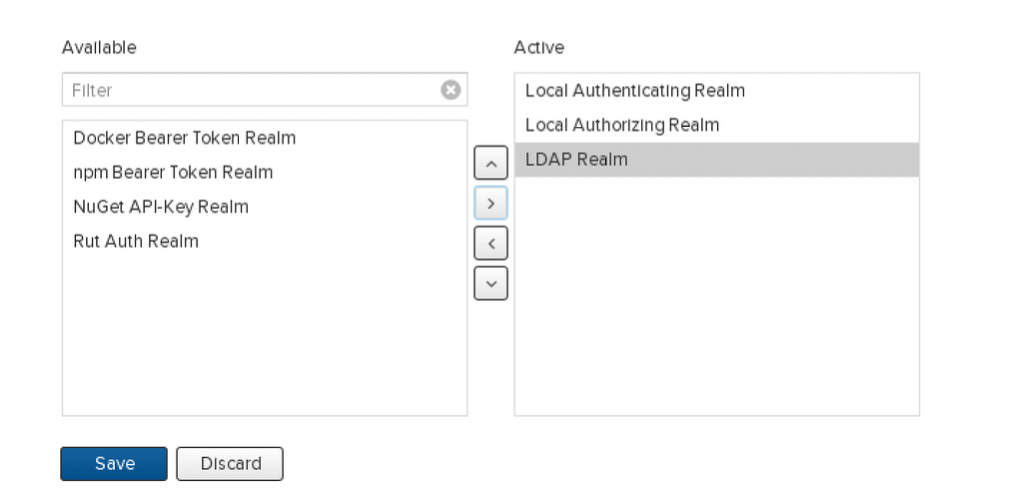 Available
Filter
Docker Bearer Token Realm
npm Bearer Token Realm
NuGet API-Key Realm
Rut Auth Realm
Active
Local Authenticating Realm
Local Authorizing Realm
LDAP Realm
Save
Discard